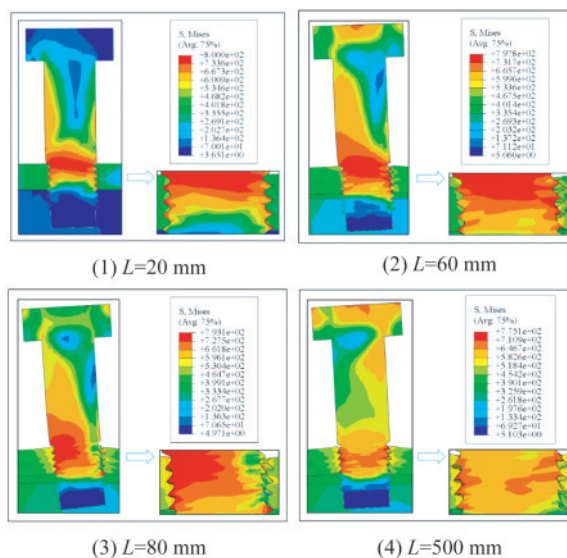 S, Mises
(Avg: 75%)
+8.000e+02
+7.336e+02
+6.673e+02
+6.009e+02
+5.346e+02
+4.682e+02
+4.018e+02
+3.355e+02
+2.691e+02
+2.027e+02
+1.364e+02
+7.001e+01
+3.651e+00
(1) L=20 mm
S, Mises
(Avg: 75%)
+7.978e+02
+7.317e+02
+6.657e+02
+5.996e+02
+5.336e+02
+4.675e+02
+4.014e+02
+3.354e+02
+2.693e+02
+2.032e+02
+1.372e+02
+7.112e+01
+5.060e+00
(2) L=60 mm
S, Mises
(Avg: 75%)
+7.931e+02
+7.275e+02
+6.618e+02
+5.961e+02
+5.304e+02
+4.647e+02
+3.991e+02
+3.334e+02
+2.677e+02
+2.020e+02
+1.363e+02
+7.065e+01
+4.971e+00
(3) L=80 mm
S, Mises
(Avg: 75%)
+7.751e+02
+7.109e+02
+6.467e+02
+5.826e+02
+5.184e+02
+4.542e+02
+3.901e+02
+3.259e+02
+2.618e+02
+1.976e+02
+1.334e+02
+6.927e+01
+5.103e+00
(4) L=500 mm